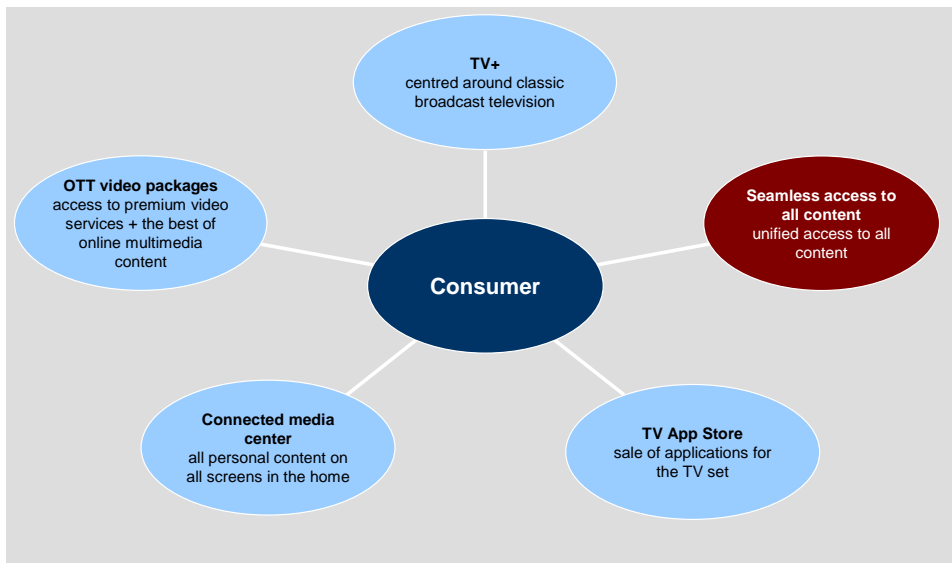 TV+
centred around classic
broadcast television
OTT video packages
access to premium video
services + the best of
online multimedia
content
Seamless access to
all content
unified access to all
content
Consumer
Connected media
center
all personal content on
all screens in the home
TV App Store
sale of applications for
the TV set